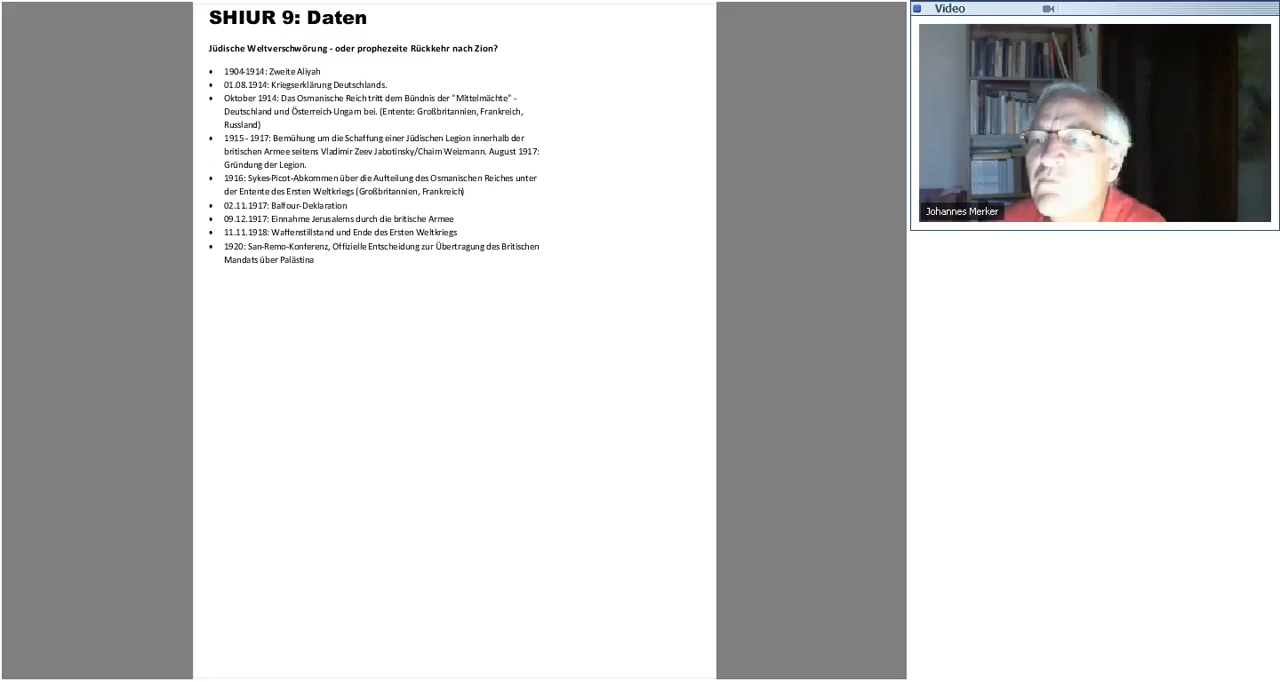 SHIUR 9: Daten
Jüdische Weltverschwörung - oder prophezeite Rückkehr nach Zion?
• 1904-1914: Zweite Aliyah
• 01.08.1914: Kriegserklärung Deutschlands.
• Oktober 1914: Das Osmanische Reich tritt dem Bündnis der "Mittelmächte" -
Deutschland und Österreich-Ungarn bei. (Entente: Großbritannien, Frankreich,
Russland)
• 1915 - 1917: Bemühung um die Schaffung einer Jüdischen Legion innerhalb der
britischen Armee seitens Vladimir Zeev Jabotinsky/Chaim Weizmann. August 1917:
Gründung der Legion.
• 1916: Sykes-Picot-Abkommen über die Aufteilung des Osmanischen Reiches unter
der Entente des Ersten Weltkriegs (Großbritannien, Frankreich)
• 02.11.1917: Balfour-Deklaration
• 09.12.1917: Einnahme Jerusalems durch die britische Armee
• 11.11.1918: Waffenstillstand und Ende des Ersten Weltkriegs
• 1920: San-Remo-Konferenz, Offizielle Entscheidung zur Übertragung des Britischen
Mandats über Palästina
Video
Johannes Merker